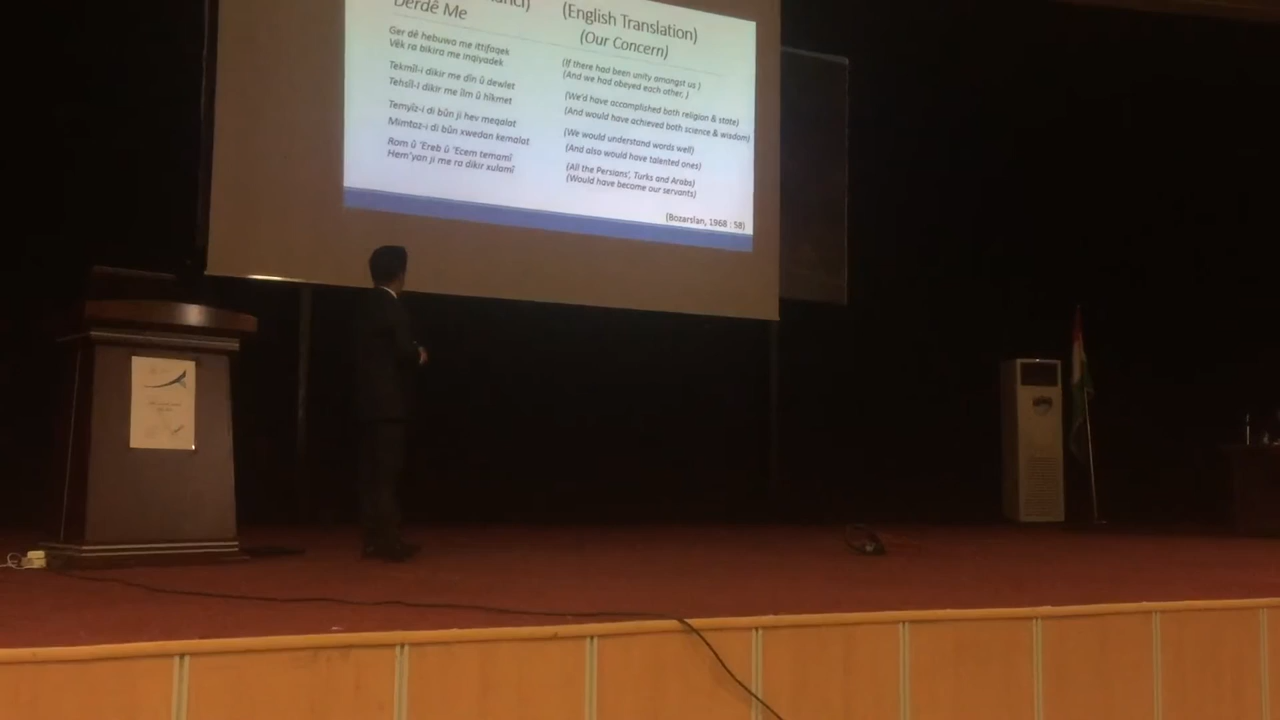 Derdê Me
Ger dê hebuwa me ittifaqek
Vêk ra bikira me inqiyadek
Tekmîl-i dikir me dîn û dewlet
Tehsîl-i dikir me îlm û hîkmet
Temyîz-i di bûn ji hev meqalat
Mimtaz-i di bûn xwedan kemalat
Rom û 'Ereb û 'Ecem temamî
Hem'yan ji me ra dikir xulamî
(English Translation)
(Our Concern)
(If there had been unity amongst us )
(And we had obeyed each other, )
(We'd have accomplished both religion & state)
(And would have achieved both science & wisdom)
(We would understand words well)
(And also would have talented ones)
(All the Persians', Turks and Arabs)
(Would have become our servants)
(Bozarslan, 1968 : 58)